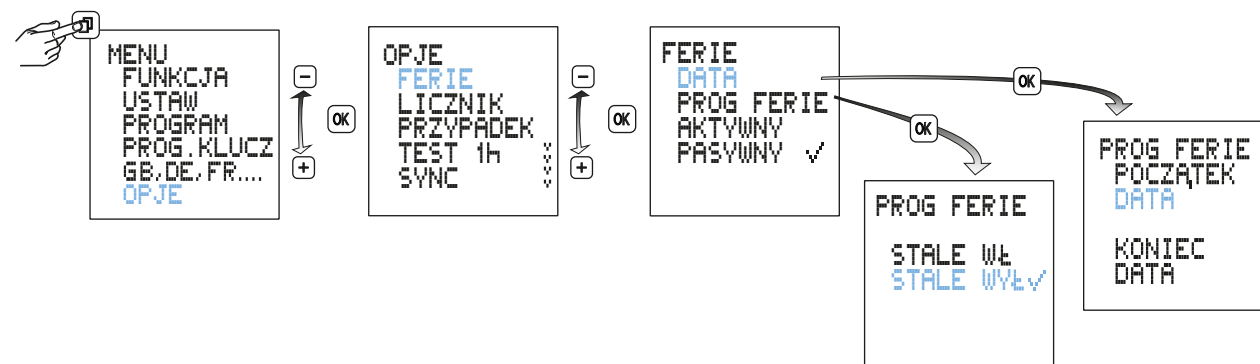 MENU
FUNKCJA
USTAW
PROGRAM
PROG.KLUCZ
GB,DE,FR....
OPJE
-
OK
+
OPJE
FERIE
LICZNIK
PRZYPADEK
TEST 1h
SYNC
-
OK
+
FERIE
DATA
PROG FERIE
AKTYWNY
PASYWNY ✓
OK
OK
PROG FERIE
STALE WŁ
STALE WYŁ✓
PROG FERIE
POCZĄTEK
DATA
KONIEC
DATA